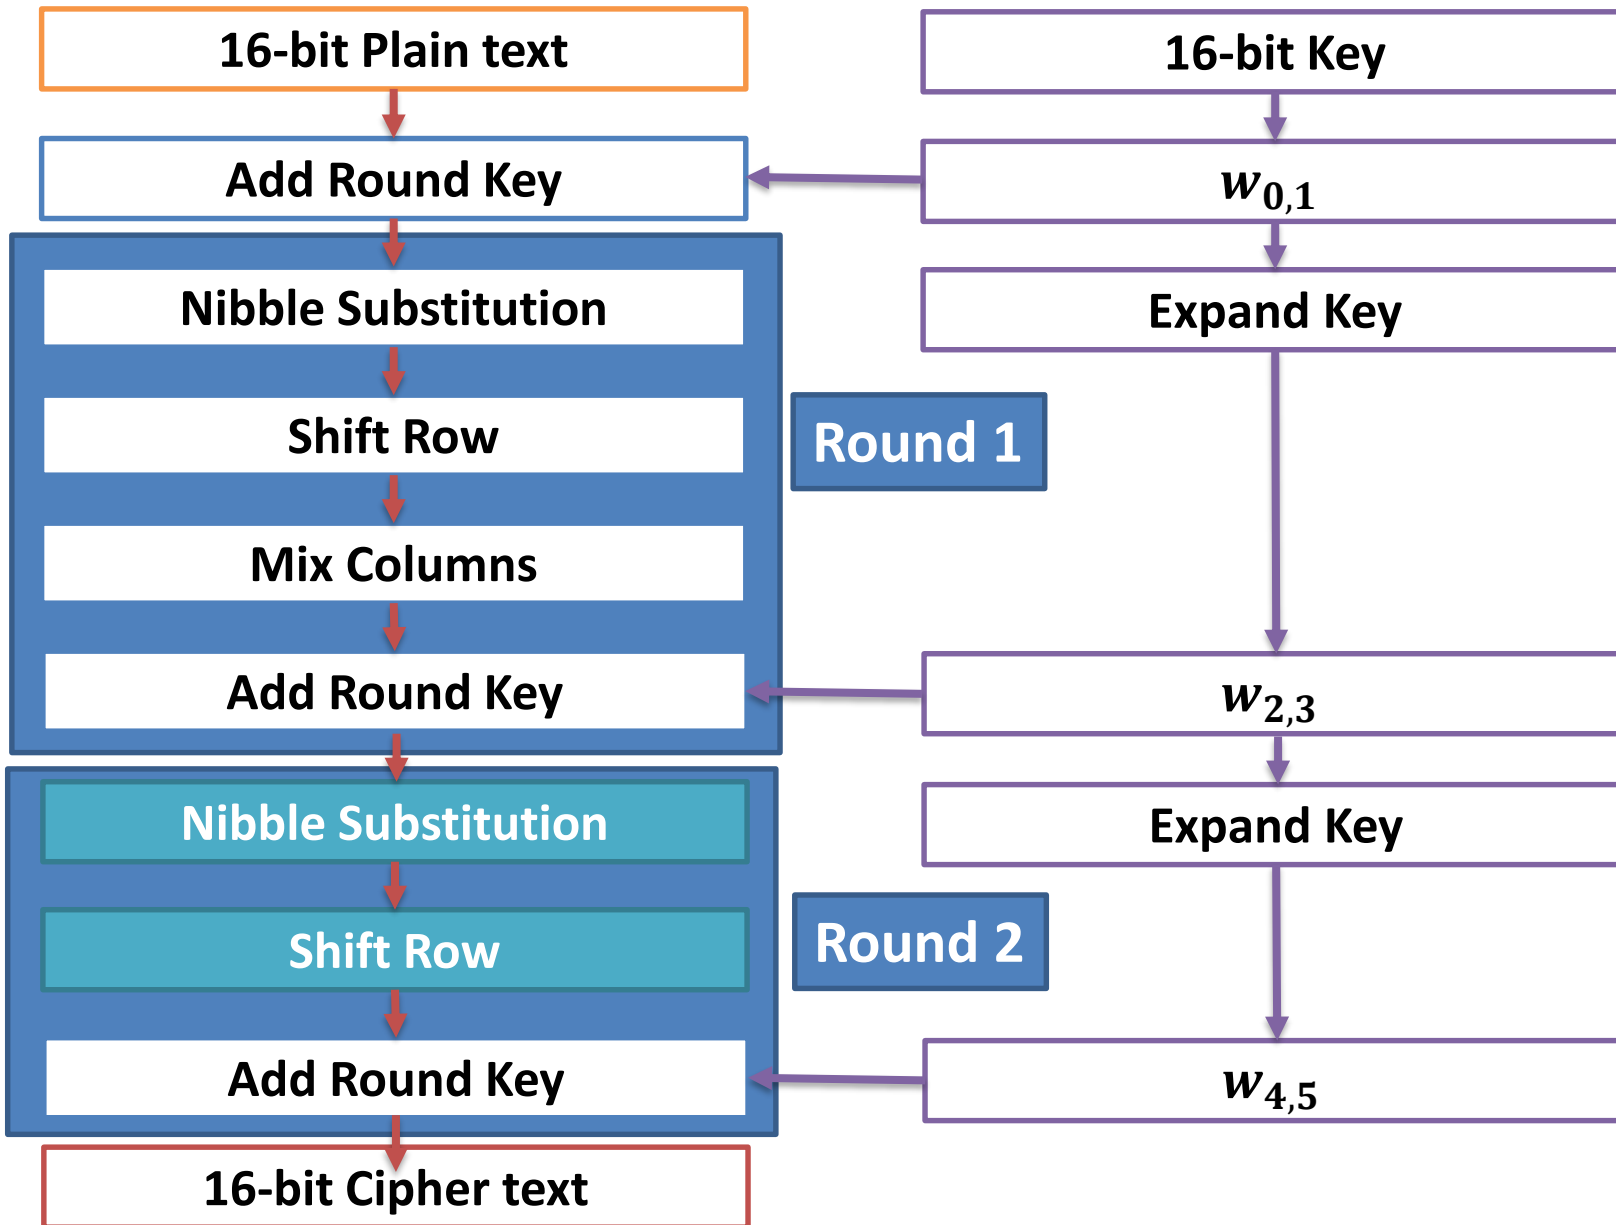 16-bit Plain text
16-bit Key
Add Round Key
w0,1
Nibble Substitution
Expand Key
Shift Row
Round 1
Mix Columns
Add Round Key
w2,3
Nibble Substitution
Expand Key
Shift Row
Round 2
Add Round Key
w4,5
16-bit Cipher text